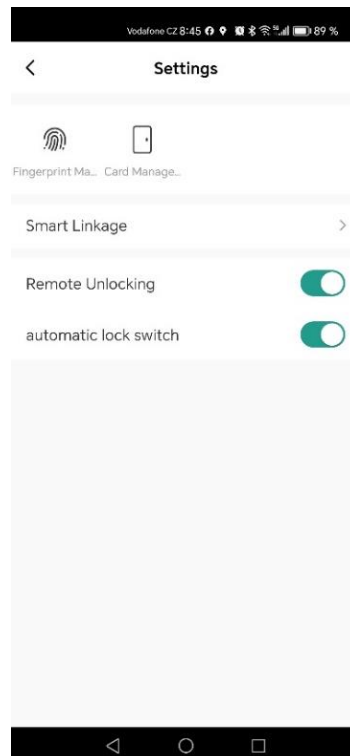 Vodafone CZ 8:45 89 %
Settings
Fingerprint Ma... Card Manage...
Smart Linkage
Remote Unlocking
automatic lock switch